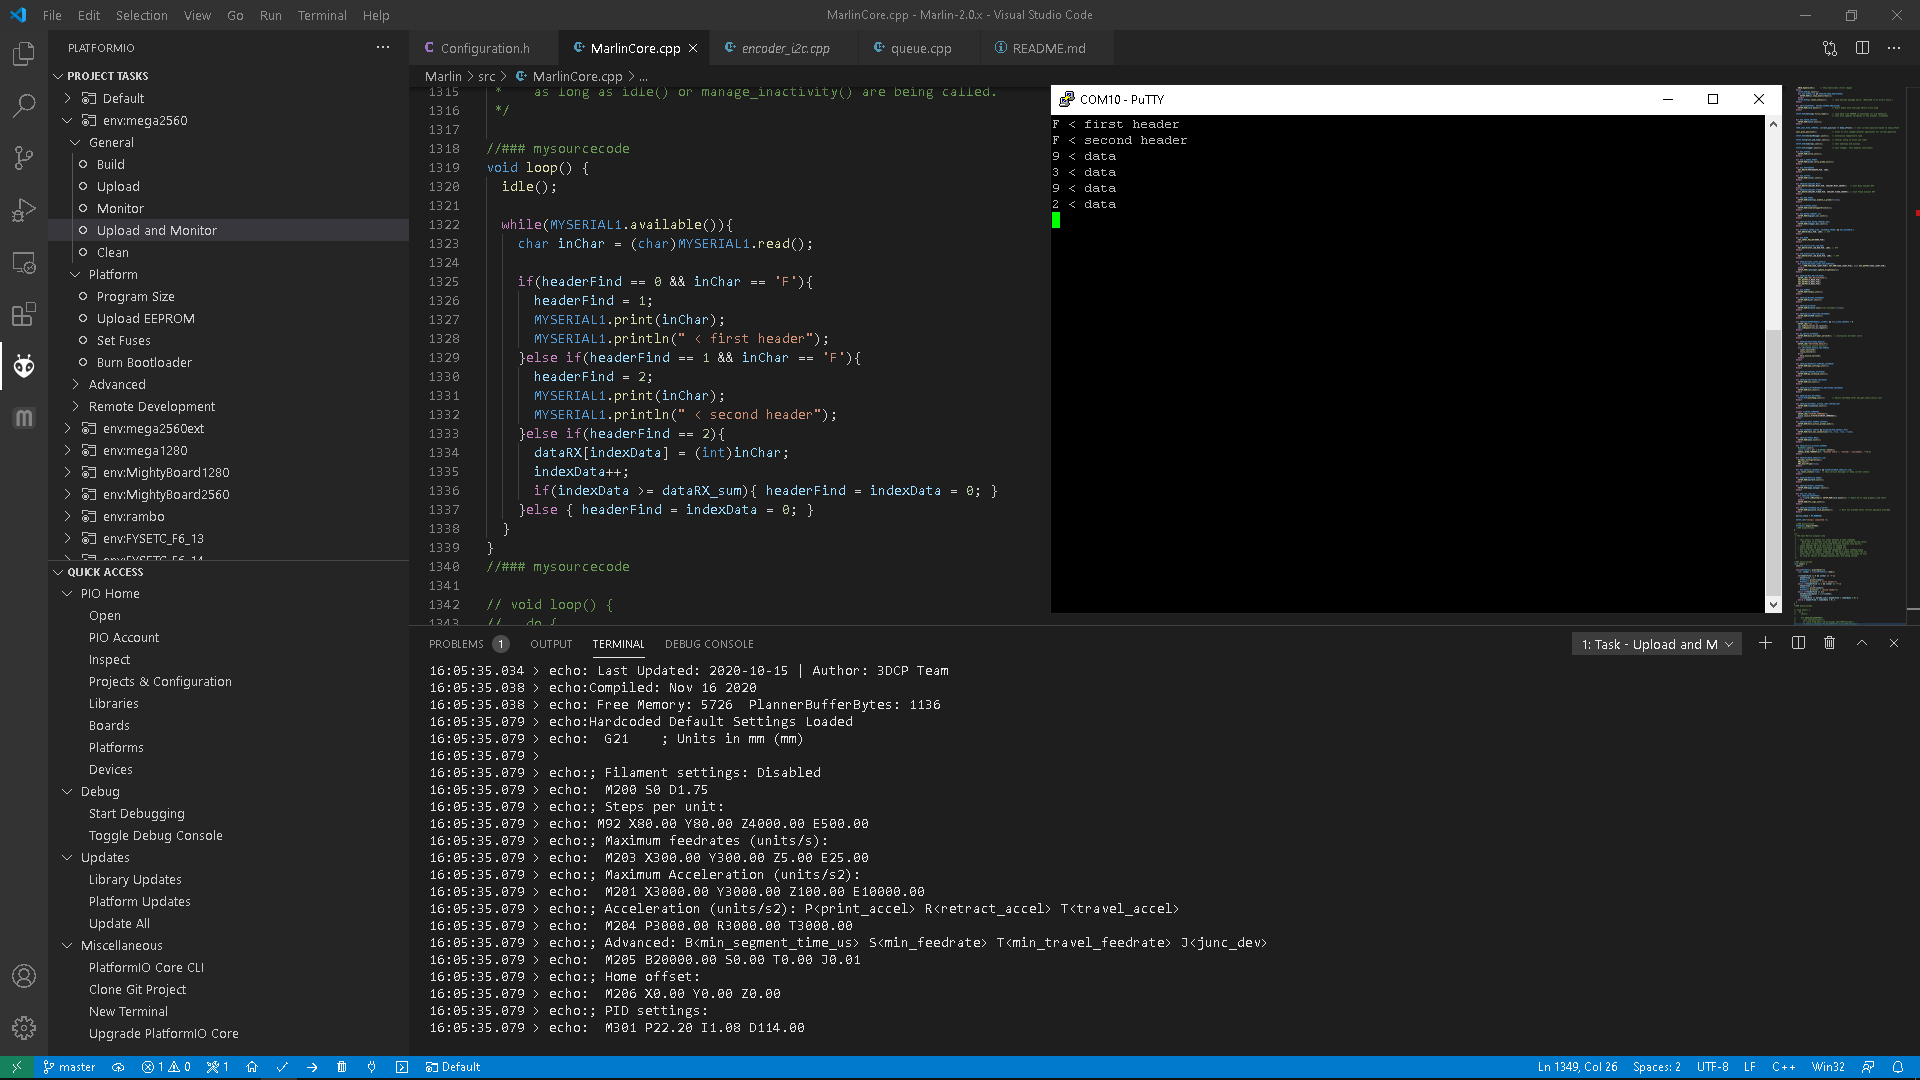 File Edit Selection View Go Run Terminal Help
MarlinCore.cpp - Marlin-2.0.x - Visual Studio Code
PLATFORMIO
PROJECT TASKS
Default
env:mega2560
General
Build
Upload
Monitor
Upload and Monitor
Clean
Platform
Program Size
Upload EEPROM
Set Fuses
Burn Bootloader
Advanced
Remote Development
env:mega2560ext
env:mega1280
env:MightyBoard1280
env:MightyBoard2560
env:rambo
env:FYSETC_F6_13
env:FYSETC_F6_14
QUICK ACCESS
PIO Home
Open
PIO Account
Inspect
Projects & Configuration
Libraries
Boards
Platforms
Devices
Debug
Start Debugging
Toggle Debug Console
Updates
Library Updates
Platform Updates
Update All
Miscellaneous
PlatformIO Core CLI
Clone Git Project
New Terminal
Upgrade PlatformIO Core
Configuration.h MarlinCore.cpp encoder_i2c.cpp queue.cpp README.md
Marlin > src > MarlinCore.cpp > ...
1315 * as long as idle() or manage_inactivity() are being called.
1316 */
1317
1318 //### mysourcecode
1319 void loop() {
1320 idle();
1321
1322 while(MYSERIAL1.available()){
1323 char inChar = (char)MYSERIAL1.read();
1324
1325 if(headerFind == 0 && inChar == 'F'){
1326 headerFind = 1;
1327 MYSERIAL1.print(inChar);
1328 MYSERIAL1.println(" < first header");
1329 }else if(headerFind == 1 && inChar == 'F'){
1330 headerFind = 2;
1331 MYSERIAL1.print(inChar);
1332 MYSERIAL1.println(" < second header");
1333 }else if(headerFind == 2){
1334 dataRX[indexData] = (int)inChar;
1335 indexData++;
1336 if(indexData >= dataRX_sum){ headerFind = indexData = 0; }
1337 }else { headerFind = indexData = 0; }
1338 }
1339 }
1340 //### mysourcecode
1341
1342 // void loop() {
1343 // do {
COM10 - PuTTY
F < first header
F < second header
9 < data
3 < data
9 < data
2 < data
PROBLEMS 1 OUTPUT TERMINAL DEBUG CONSOLE
1: Task - Upload and M
16:05:35.034 > echo: Last Updated: 2020-10-15 | Author: 3DCP Team
16:05:35.038 > echo:Compiled: Nov 16 2020
16:05:35.038 > echo: Free Memory: 5726 PlannerBufferBytes: 1136
16:05:35.079 > echo:Hardcoded Default Settings Loaded
16:05:35.079 > echo: G21 ; Units in mm (mm)
16:05:35.079 >
16:05:35.079 > echo:; Filament settings: Disabled
16:05:35.079 > echo: M200 S0 D1.75
16:05:35.079 > echo:; Steps per unit:
16:05:35.079 > echo: M92 X80.00 Y80.00 Z4000.00 E500.00
16:05:35.079 > echo:; Maximum feedrates (units/s):
16:05:35.079 > echo: M203 X300.00 Y300.00 Z5.00 E25.00
16:05:35.079 > echo:; Maximum Acceleration (units/s2):
16:05:35.079 > echo: M201 X3000.00 Y3000.00 Z100.00 E10000.00
16:05:35.079 > echo:; Acceleration (units/s2): P<print_accel> R<retract_accel> T<travel_accel>
16:05:35.079 > echo: M204 P3000.00 R3000.00 T3000.00
16:05:35.079 > echo:; Advanced: B<min_segment_time_us> S<min_feedrate> T<min_travel_feedrate> J<junc_dev>
16:05:35.079 > echo: M205 B20000.00 S0.00 T0.00 J0.01
16:05:35.079 > echo:; Home offset:
16:05:35.079 > echo: M206 X0.00 Y0.00 Z0.00
16:05:35.079 > echo:; PID settings:
16:05:35.079 > echo: M301 P22.20 I1.08 D114.00
master 1 0 1 Default
Ln 1349, Col 26 Spaces: 2 UTF-8 LF C++ Win32